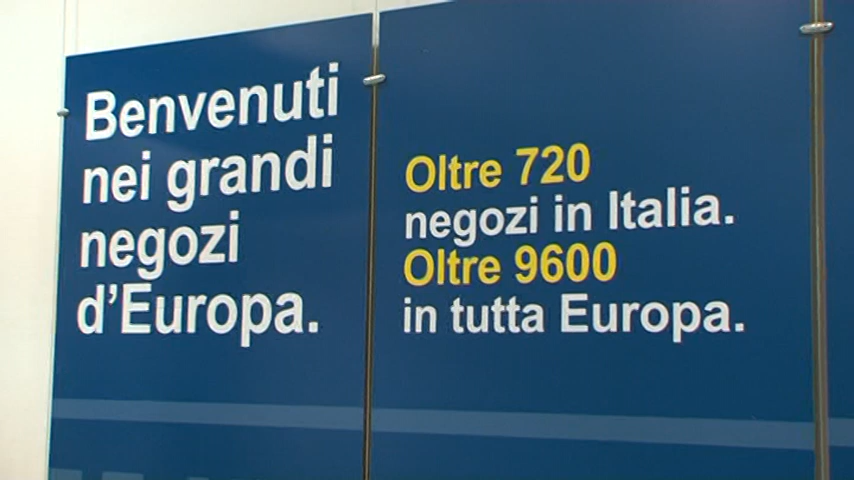 Benvenuti
nei grandi
negozi
d'Europa.
Oltre 720
negozi in Italia.
Oltre 9600
in tutta Europa.